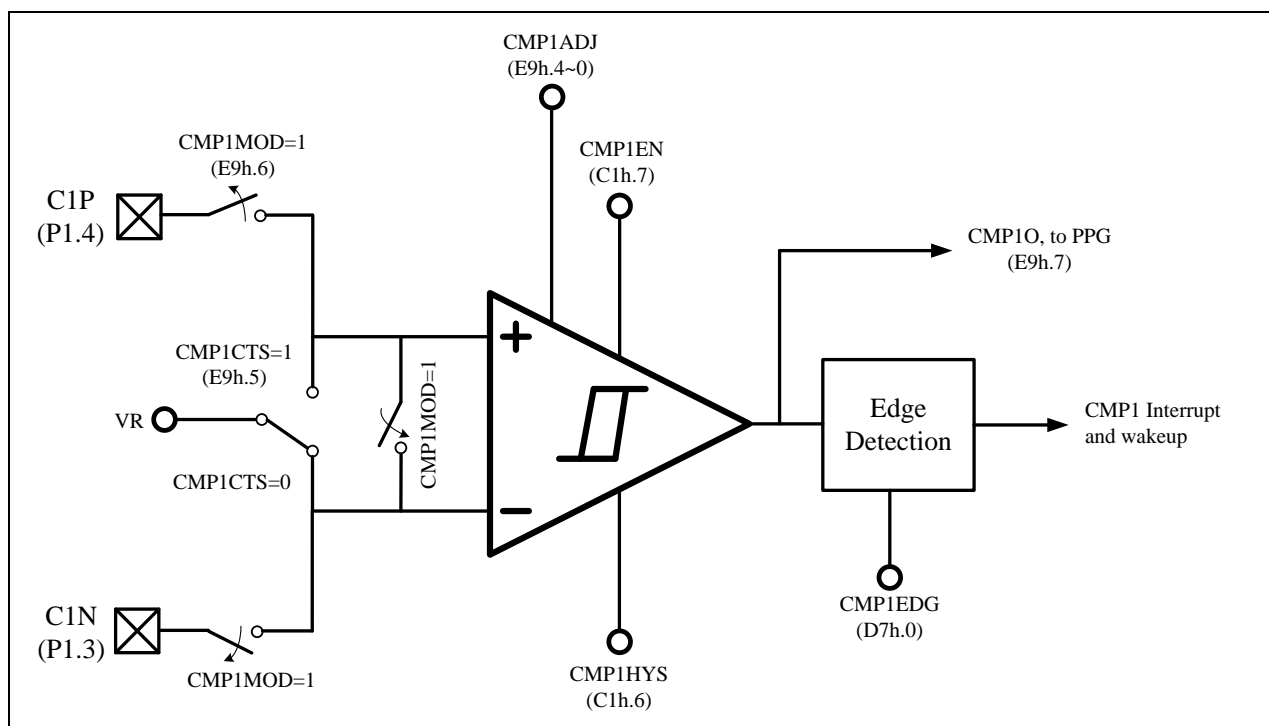 CMP1ADJ
(E9h.4~0)
CMP1MOD=1
(E9h.6)
CMP1EN
(C1h.7)
C1P
(P1.4)
CMP1O, to PPG
(E9h.7)
CMP1CTS=1
(E9h.5)
CMP1MOD=1
VR
Edge
Detection
CMP1 Interrupt
and wakeup
CMP1CTS=0
C1N
(P1.3)
CMP1MOD=1
CMP1EDG
(D7h.0)
CMP1HYS
(C1h.6)